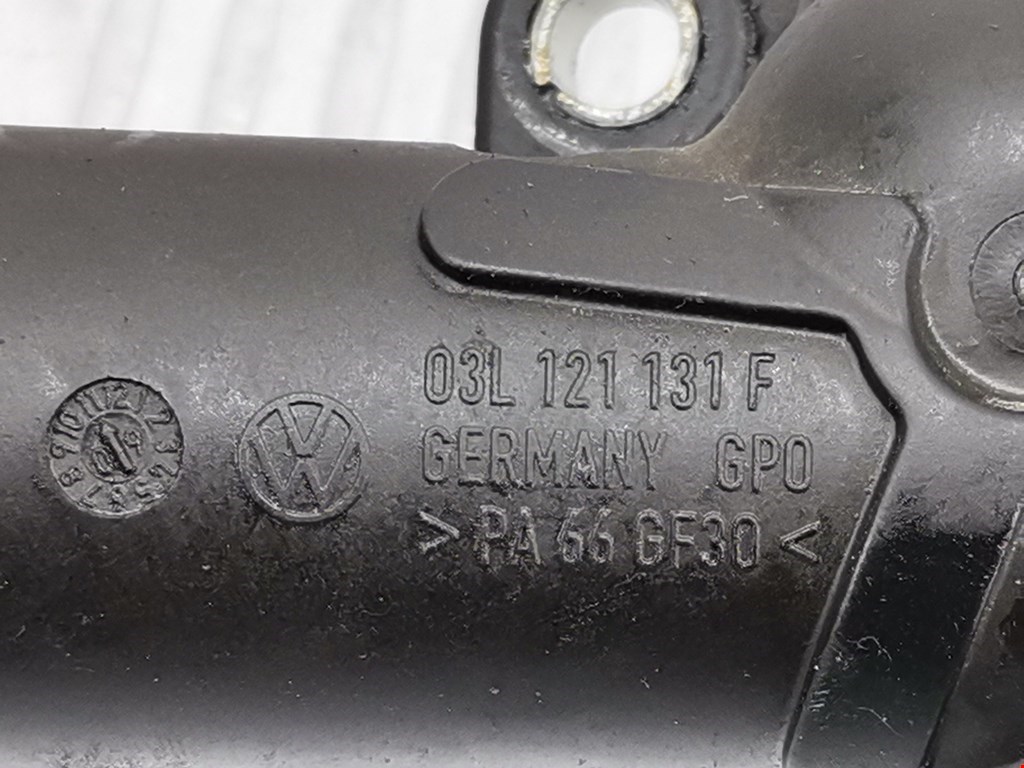 03L 121 131 F
GERMANY GPO
> PA 66 GF30 <